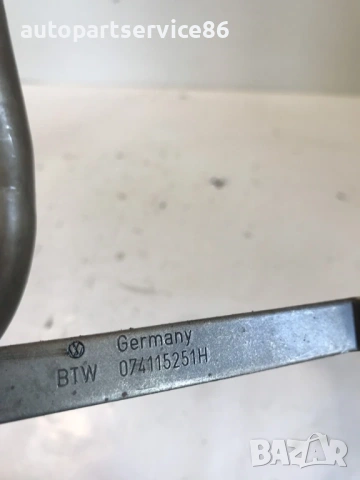 autopartservice86
Germany
BTW 074115251H
BAZAR